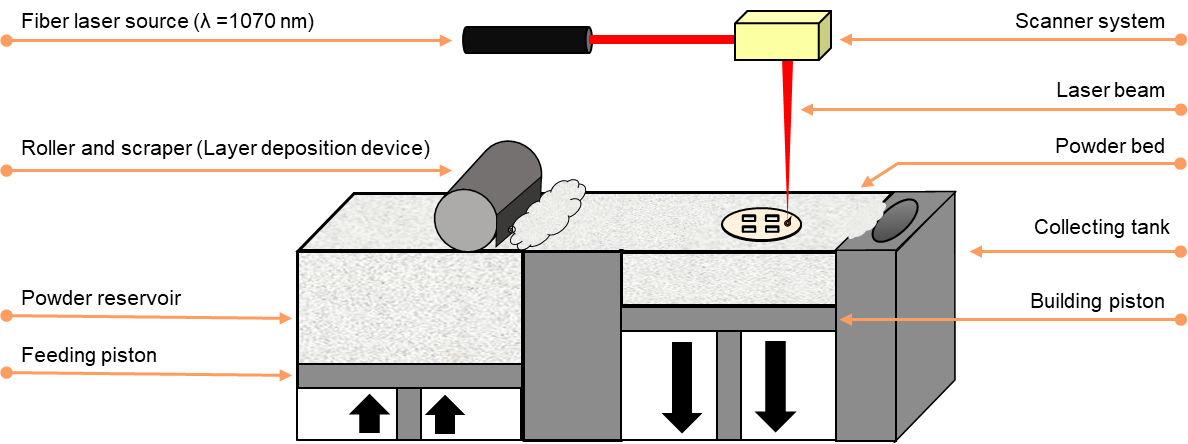 Fiber laser source (λ =1070 nm)
Scanner system
Laser beam
Roller and scraper (Layer deposition device)
Powder bed
Collecting tank
Powder reservoir
Building piston
Feeding piston